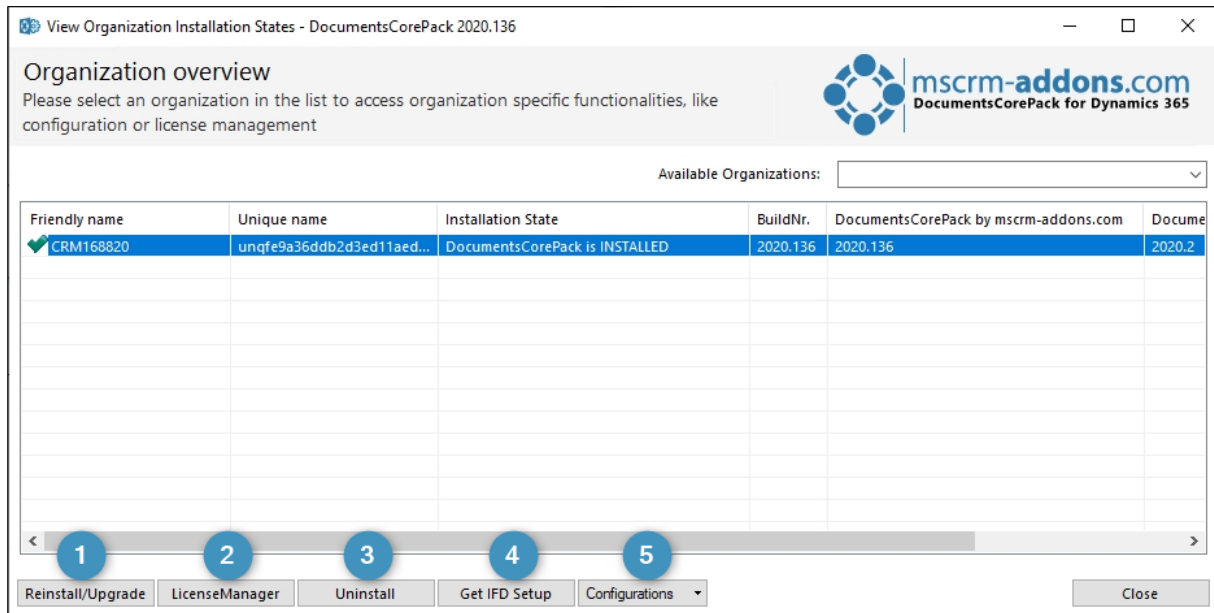 View Organization Installation States - DocumentsCorePack 2020.136
Organization overview
Please select an organization in the list to access organization specific functionalities, like
configuration or license management
mscrm-addons.com
DocumentsCorePack for Dynamics 365
Available Organizations:
Friendly name Unique name Installation State BuildNr. DocumentsCorePack by mscrm-addons.com Docume
CRM168820 unqfe9a36ddb2d3ed11aed... DocumentsCorePack is INSTALLED 2020.136 2020.136 2020.2
1 2 3 4 5
Reinstall/Upgrade LicenseManager Uninstall Get IFD Setup Configurations Close